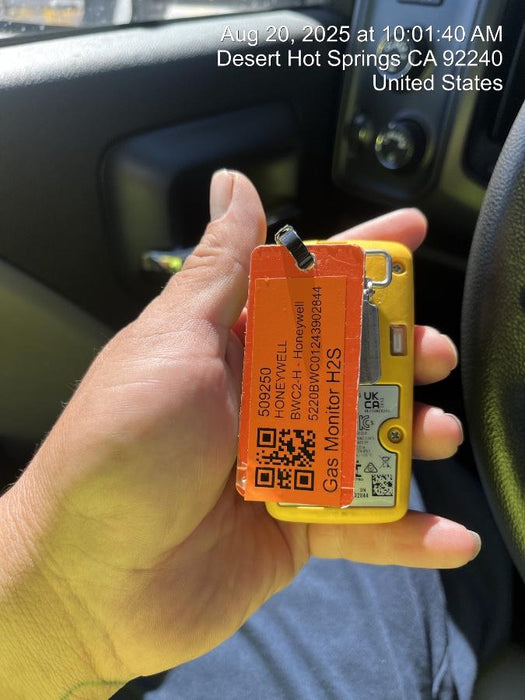 Aug 20, 2025 at 10:01:40 AM
Desert Hot Springs CA 92240
United States
509250
HONEYWELL
BWC2-H - Honeywell
5220BWC01243902844
Gas Monitor H2S
UK
CA
SN